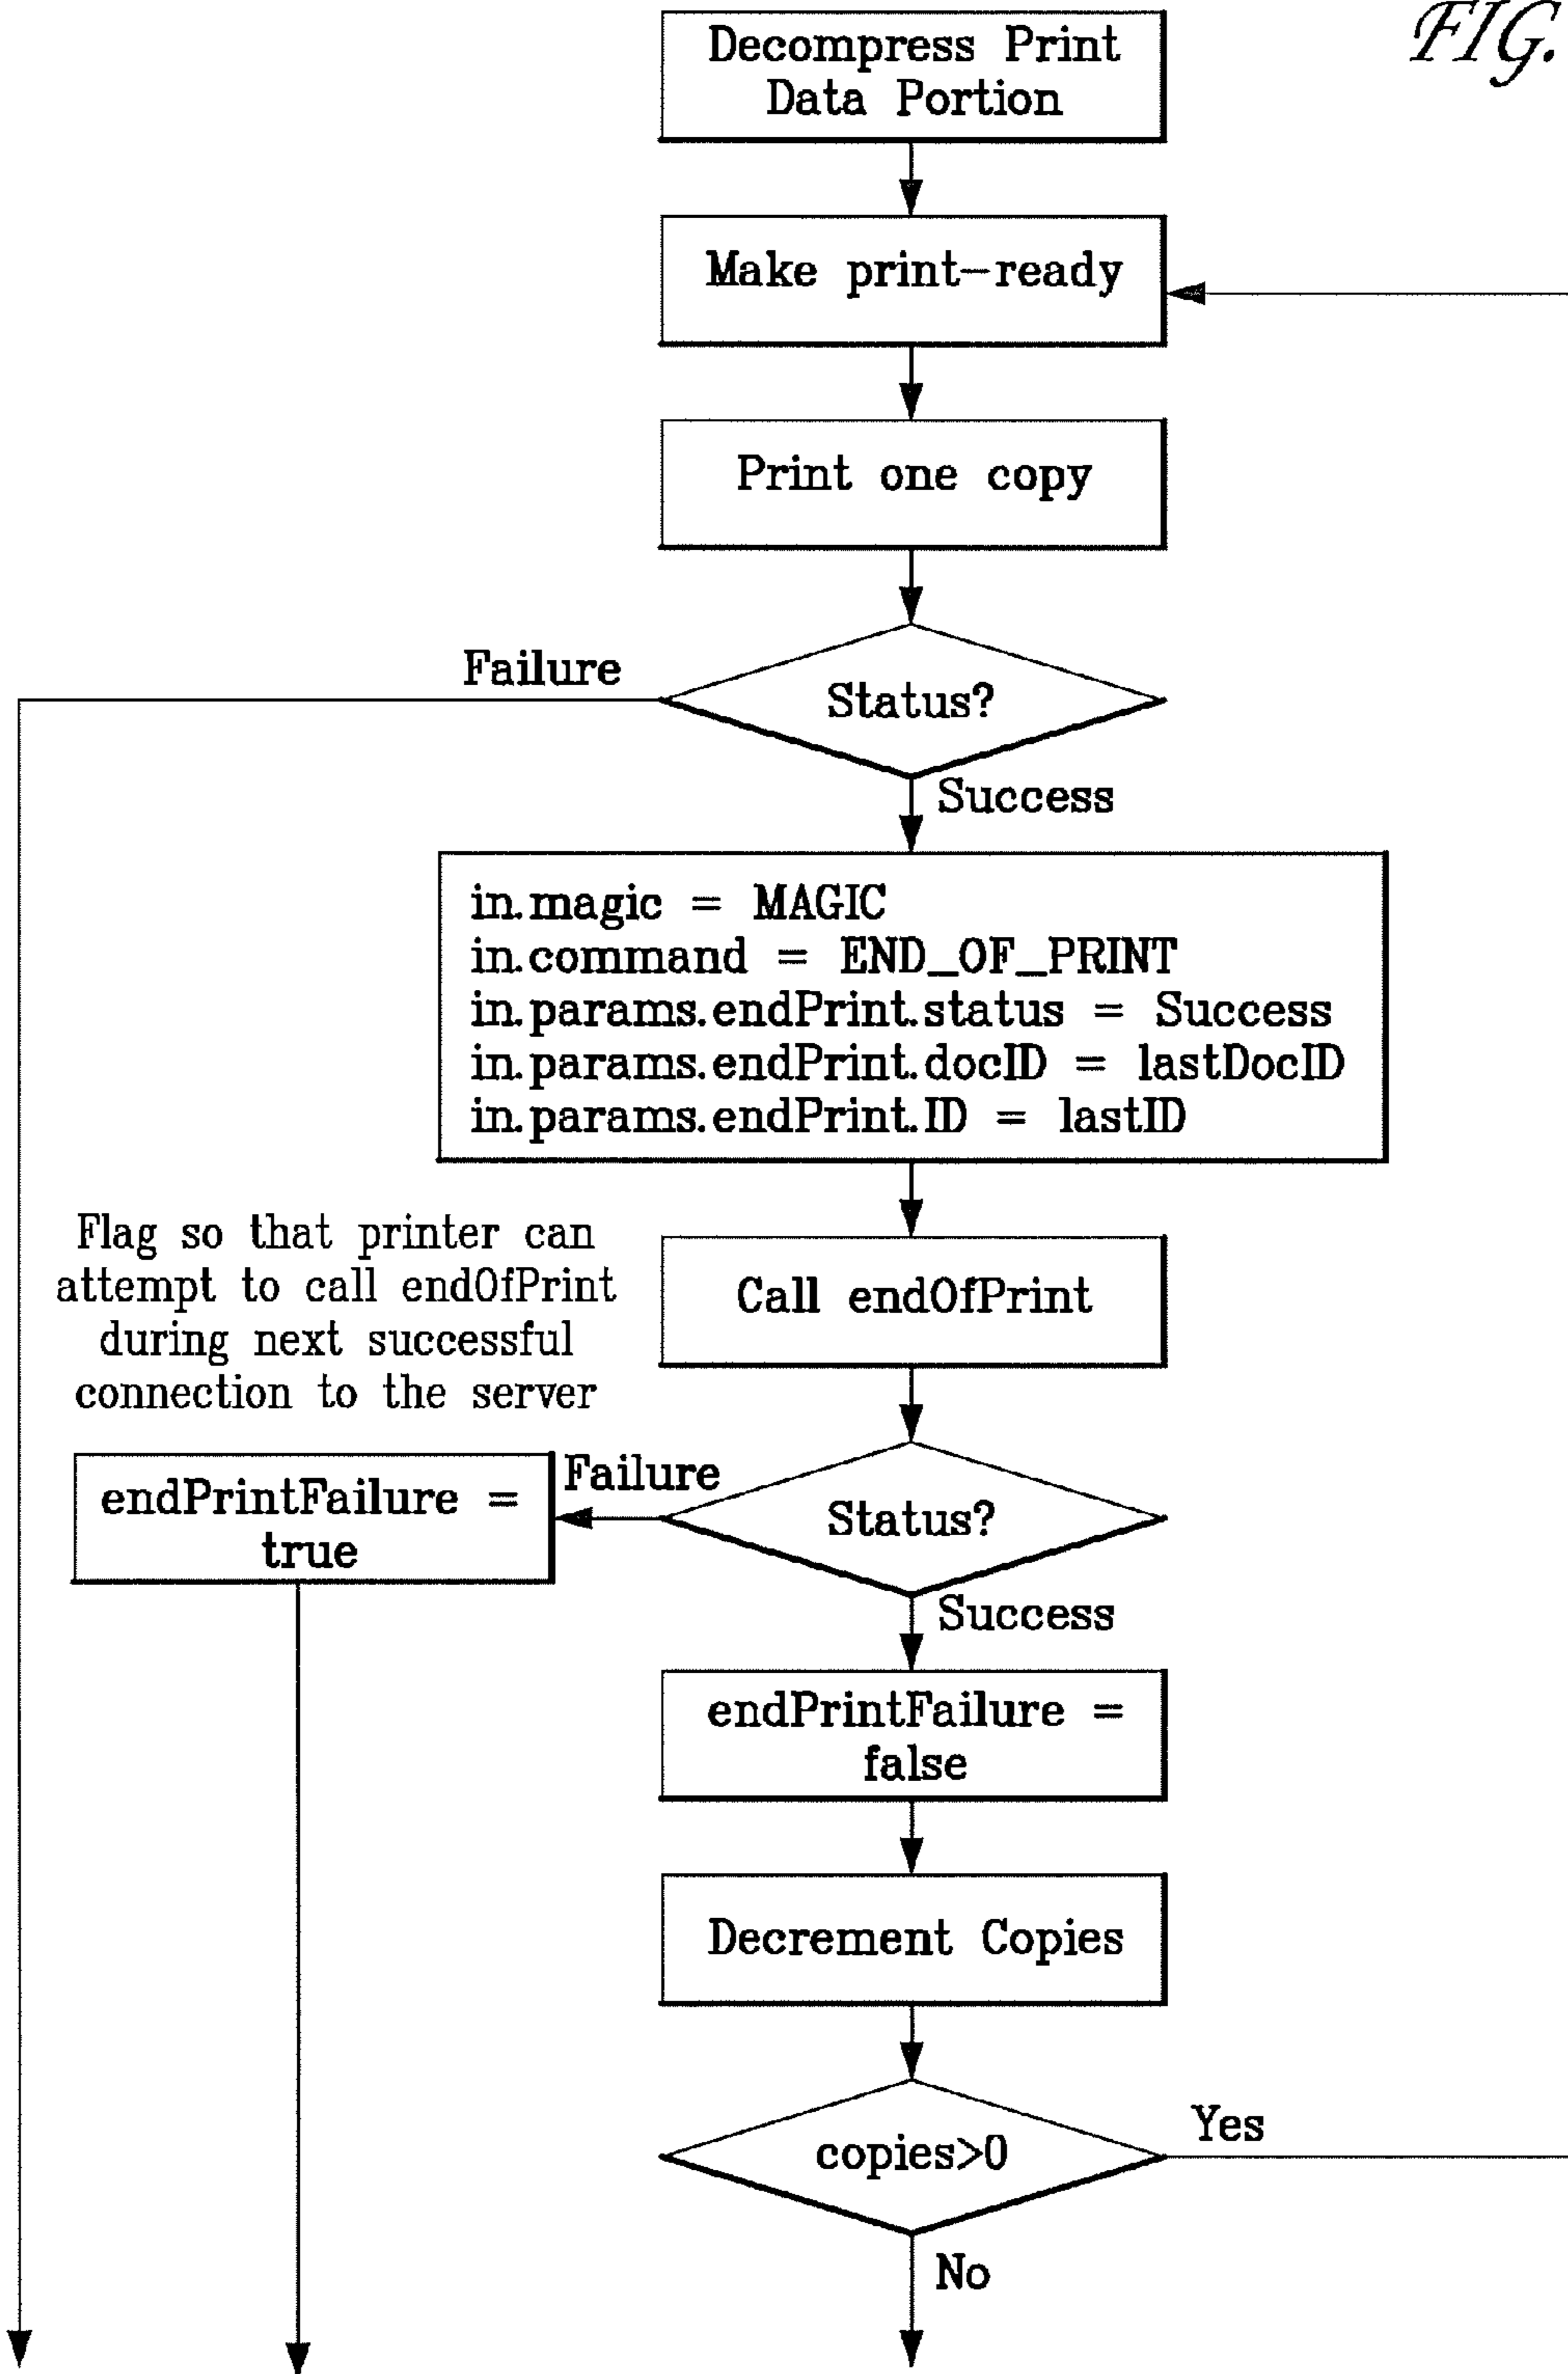 FIG.
Decompress Print
Data Portion
Make print-ready
Print one copy
Failure
Status?
Success
in.magic = MAGIC
in.command = END_OF_PRINT
in.params.endPrint.status = Success
in.params.endPrint.docID = lastDocID
in.params.endPrint.ID = lastID
Flag so that printer can
attempt to call endOfPrint
during next successful
connection to the server
Call endOfPrint
endPrintFailure =
true
Failure
Status?
Success
endPrintFailure =
false
Decrement Copies
copies>0
Yes
No